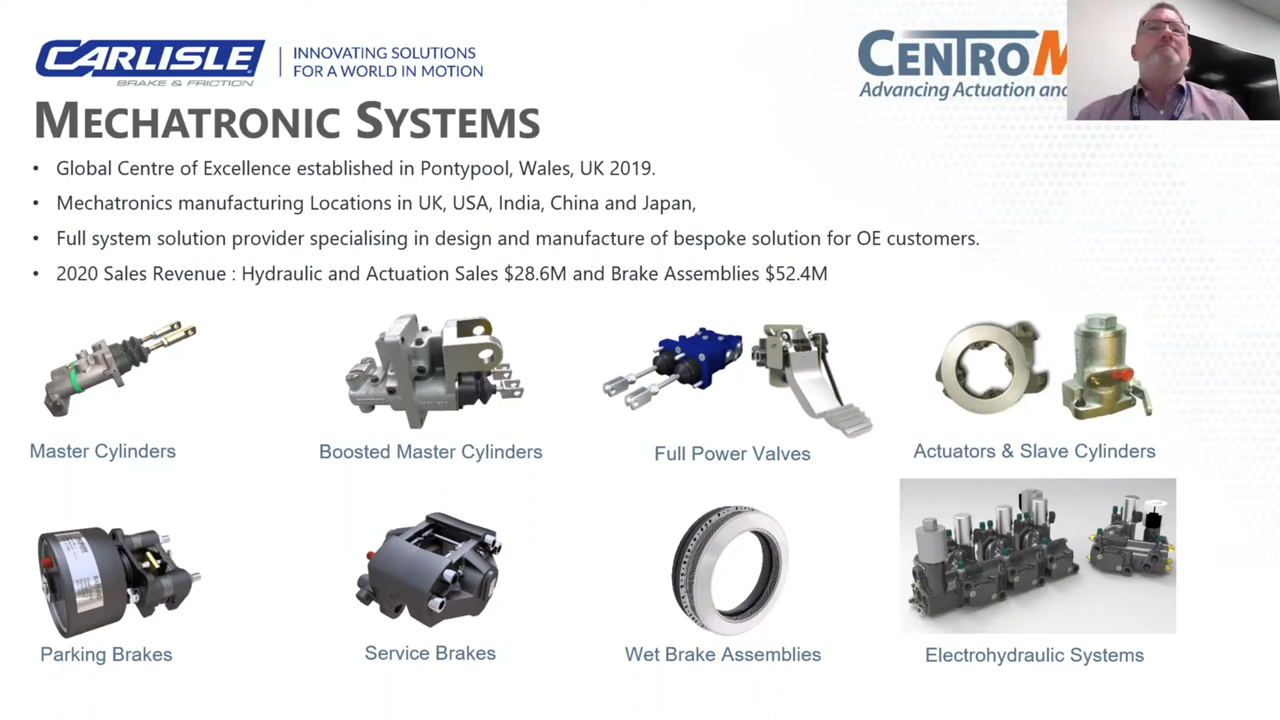 CARLISLE
BRAKE & FRICTION
INNOVATING SOLUTIONS
FOR A WORLD IN MOTION
CENTROM
Advancing Actuation and
MECHATRONIC SYSTEMS
• Global Centre of Excellence established in Pontypool, Wales, UK 2019.
• Mechatronics manufacturing Locations in UK, USA, India, China and Japan,
• Full system solution provider specialising in design and manufacture of bespoke solution for OE customers.
• 2020 Sales Revenue : Hydraulic and Actuation Sales $28.6M and Brake Assemblies $52.4M
Master Cylinders
Boosted Master Cylinders
Full Power Valves
Actuators & Slave Cylinders
Parking Brakes
Service Brakes
Wet Brake Assemblies
Electrohydraulic Systems